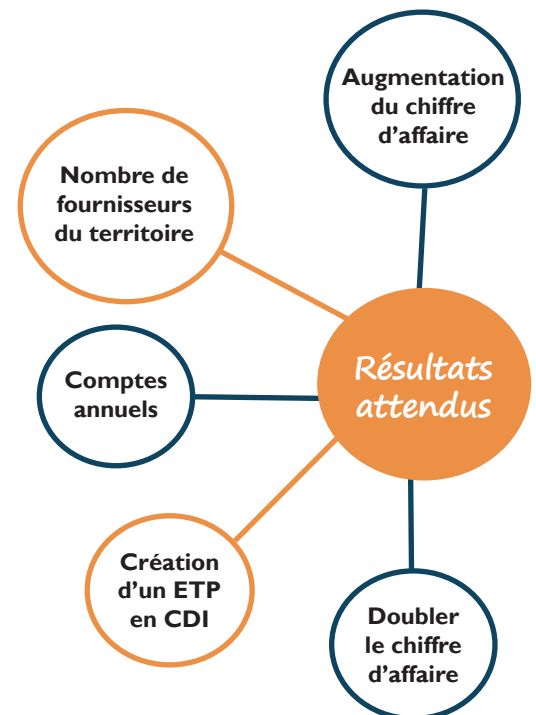 Augmentation
du chiffre
d’affaire
Nombre de
fournisseurs
du territoire
Résultats
attendus
Comptes
annuels
Création
d’un ETP
en CDI
Doubler
le chiffre
d’affaire